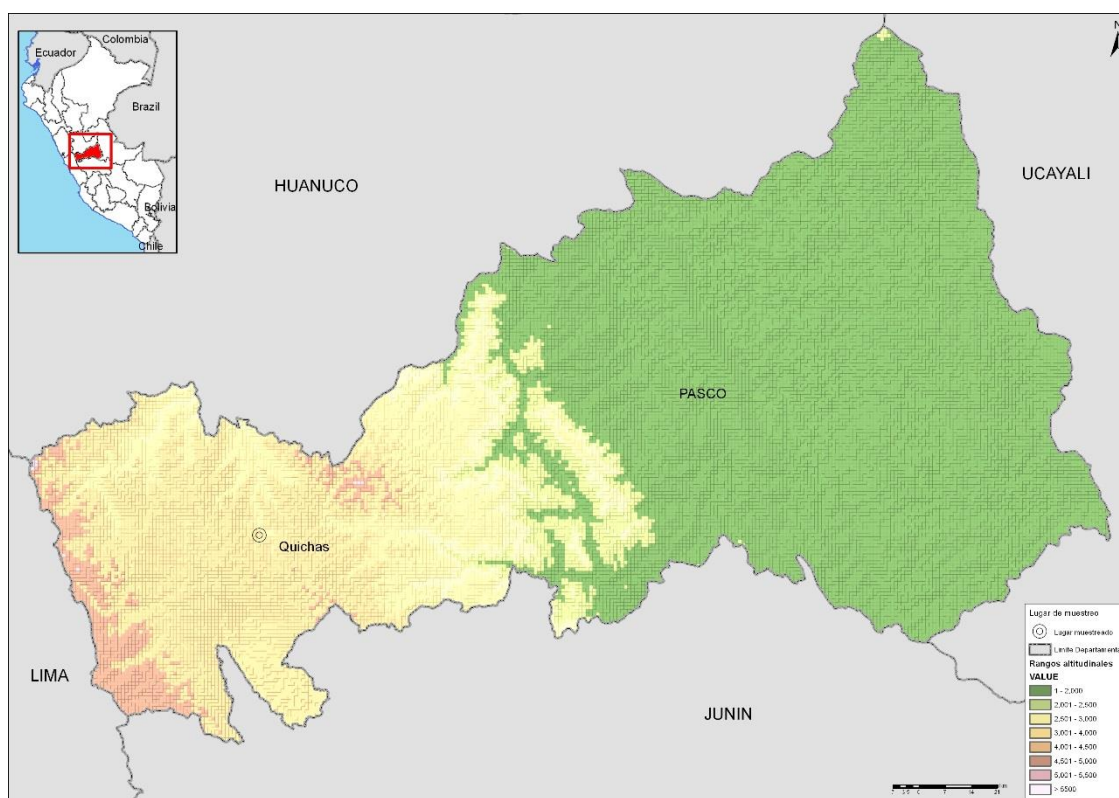 Colombia
Ecuador
Brazil
Bolivia
Chile
N
HUANUCO
UCAYALI
PASCO
Quichas
LIMA
JUNIN
Lugar de muestreo
Lugar muestreado
Limite Departamental
Rangos altitudinales
VALUE
1 - 2,000
2,001 - 2,500
2,501 - 3,000
3,001 - 4,000
4,001 - 4,500
4,501 - 5,000
5,001 - 5,500
> 5500